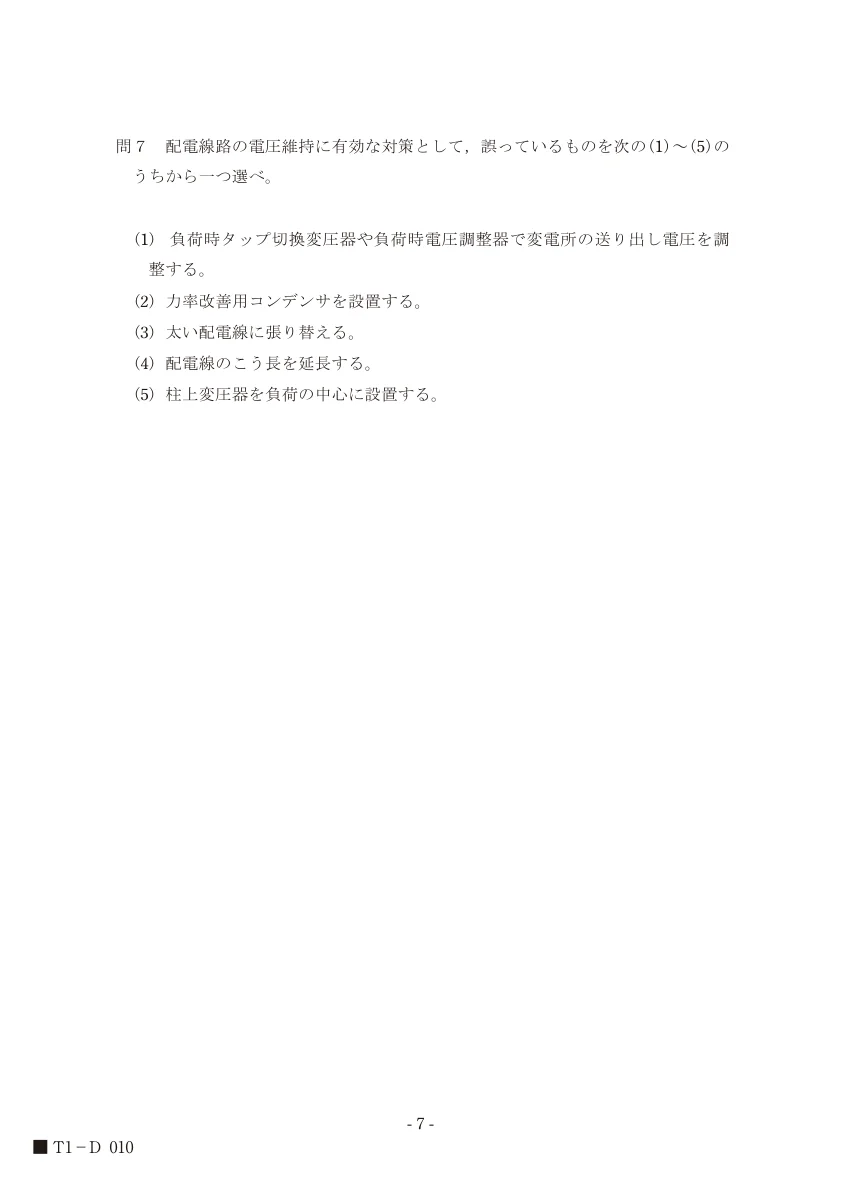 問７　配電線路の電圧維持に有効な対策として，誤っているものを次の(1)～(5)の
うちから一つ選べ。
(1)　負荷時タップ切換変圧器や負荷時電圧調整器で変電所の送り出し電圧を調
整する。
(2)　力率改善用コンデンサを設置する。
(3)　太い配電線に張り替える。
(4)　配電線のこう長を延長する。
(5)　柱上変圧器を負荷の中心に設置する。
- 7 -
■ T1－D 010